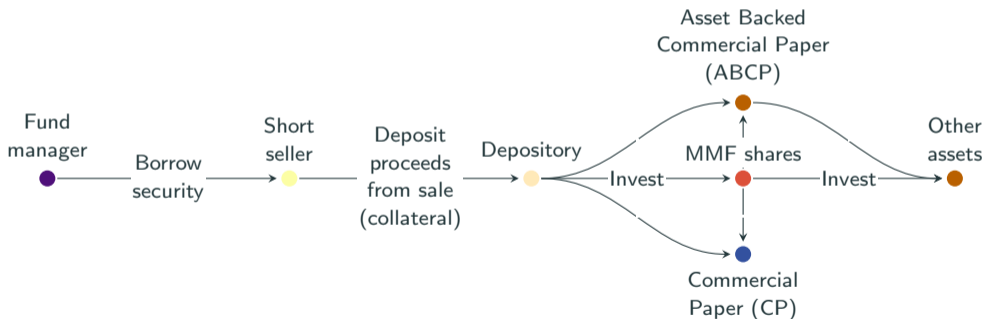 Fund
manager
Borrow
security
Short
seller
Deposit
proceeds
from sale
(collateral)
Depository
Invest
Asset Backed
Commercial Paper
(ABCP)
MMF shares
Commercial
Paper (CP)
Invest
Other
assets